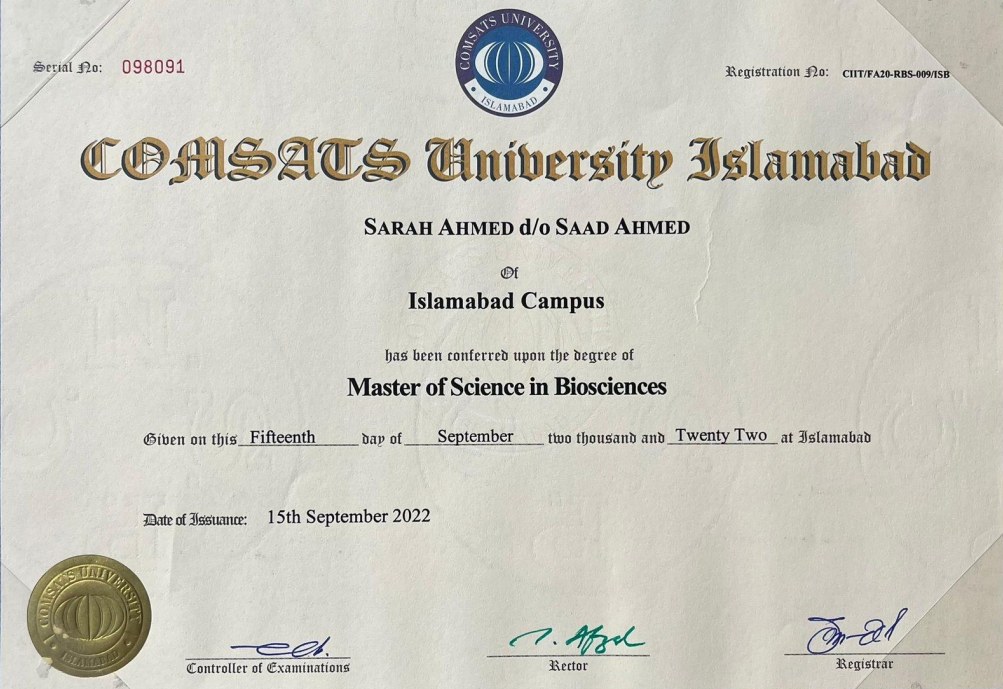 COMSATS UNIVERSITY
ISLAMABAD
Serial No: 098091
Registration No: CIIT/FA20-RBS-009/ISB
COMSATS University Islamabad
SARAH AHMED d/o SAAD AHMED
Of
Islamabad Campus
has been conferred upon the degree of
Master of Science in Biosciences
Given on this Fifteenth day of September two thousand and Twenty Two at Islamabad
Date of Issuance: 15th September 2022
COMSATS UNIVERSITY
ISLAMABAD
Controller of Examinations
Rector
Registrar